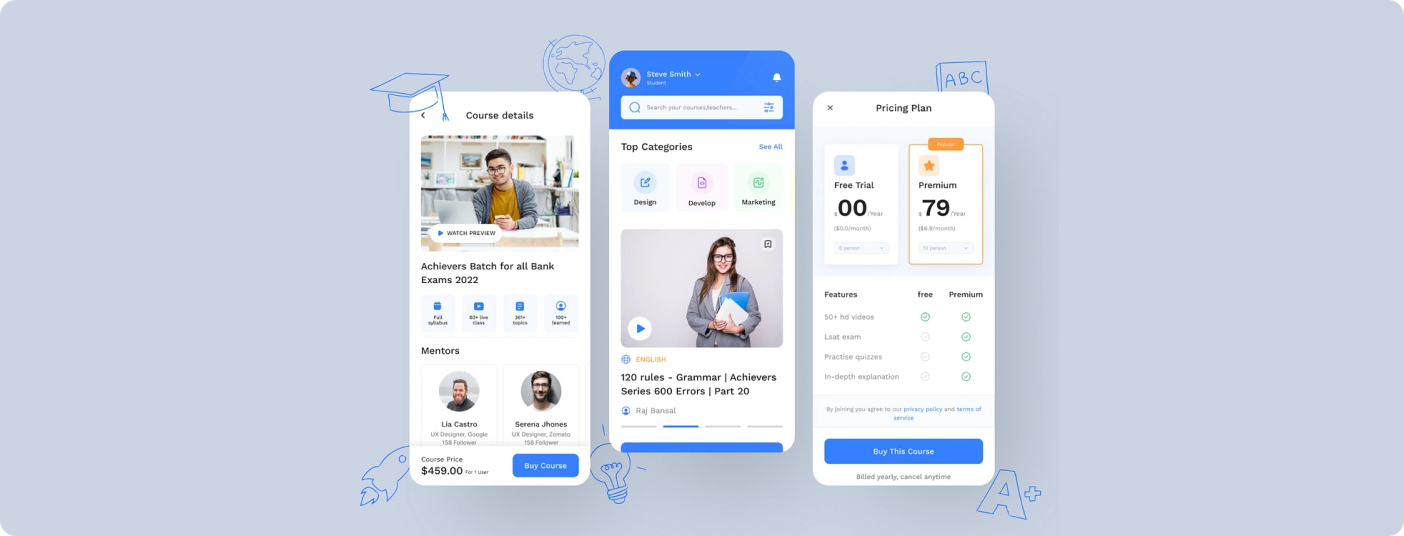 Course details
WATCH PREVIEW
Achievers Batch for all Bank
Exams 2022
Full
syllabus
80+ live
class
361+
topics
100+
learned
Mentors
Lia Castro
UX Designer, Google
158 Follower
Serena Jhones
UX Designer, Zomato
158 Follower
Course Price
$459.00 For 1 User
Buy Course
Steve Smith
Student
Search your courses,teachers...
Top Categories
See All
Design
Develop
Marketing
ENGLISH
120 rules - Grammar | Achievers
Series 600 Errors | Part 20
Raj Bansal
ABC
Pricing Plan
Popular
Free Trial
$ 00 /Year
($0.0/month)
0 person
Premium
$ 79 /Year
($6.9/month)
10 person
Features free Premium
50+ hd videos
Lsat exam
Practise quizzes
In-depth explanation
By joining you agree to our privacy policy and terms of
service
Buy This Course
Billed yearly, cancel anytime
A+